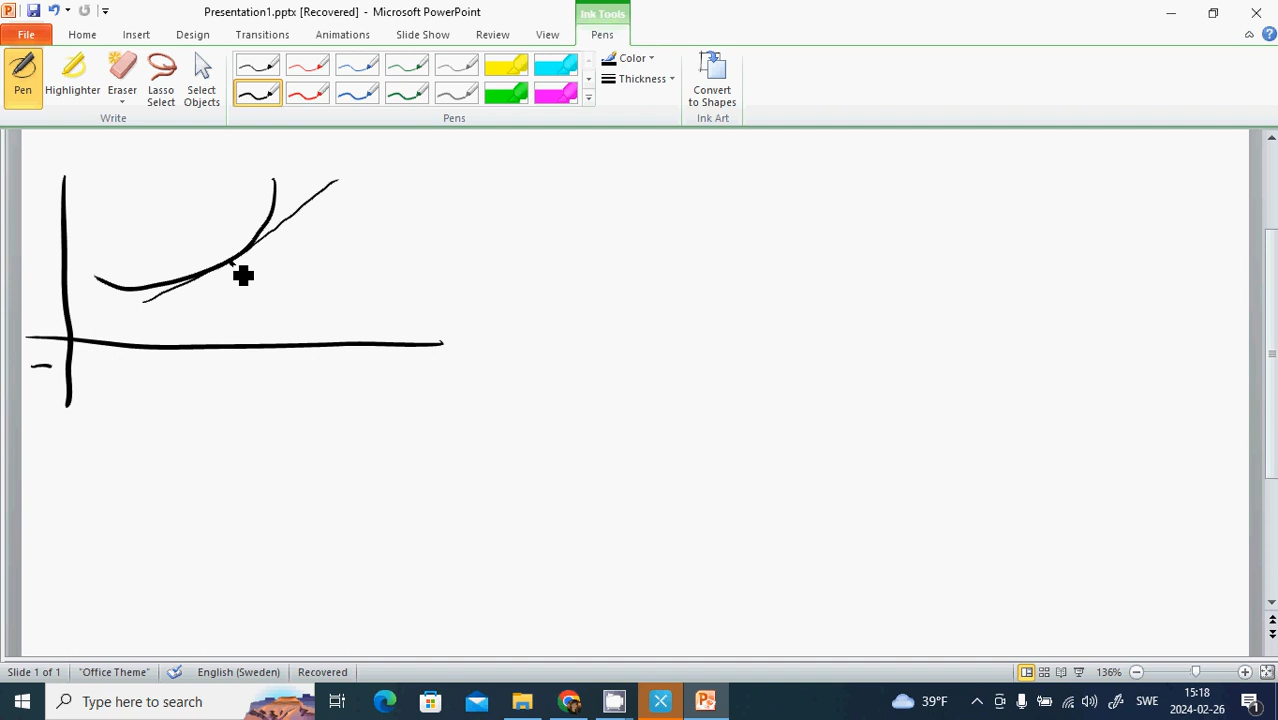 Presentation1.pptx [Recovered] - Microsoft PowerPoint
Ink Tools
File Home Insert Design Transitions Animations Slide Show Review View Pens
Pen Highlighter Eraser Lasso Select Select Objects
Color
Thickness
Convert to Shapes
Write Pens Ink Art
Slide 1 of 1 "Office Theme" English (Sweden) Recovered 136%
Type here to search
39°F SWE
15:18
2024-02-26